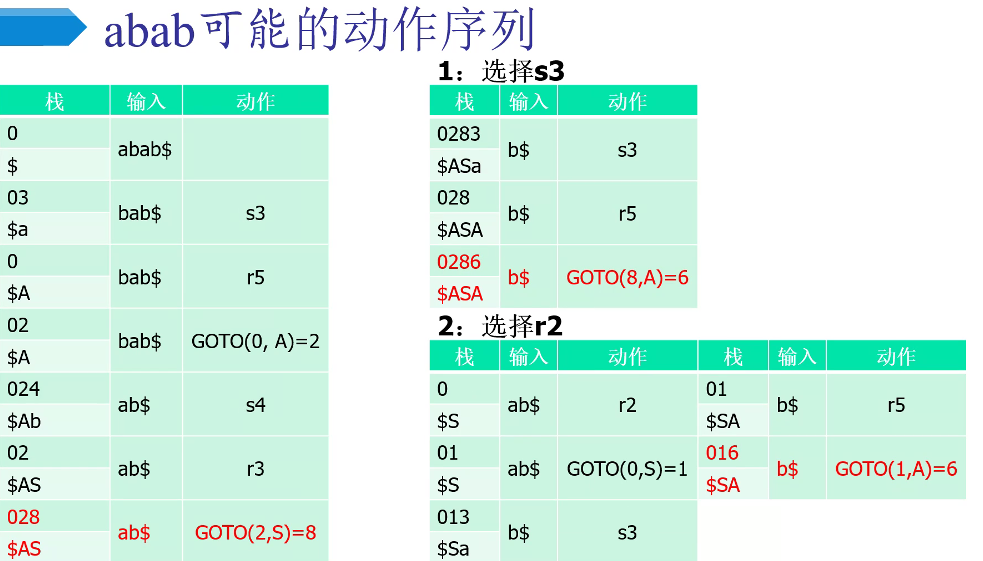 abab可能的动作序列
栈 输入 动作
0
$
abab$
03
$a
bab$ s3
0
$A
bab$ r5
02
$A
bab$ GOTO(0, A)=2
024
$Ab
ab$ s4
02
$AS
ab$ r3
028
$AS
ab$ GOTO(2,S)=8
1：选择s3
栈 输入 动作
0283
$ASa
b$ s3
028
$ASA
b$ r5
0286
$ASA
b$ GOTO(8,A)=6
2：选择r2
栈 输入 动作 栈 输入 动作
0
$S
ab$ r2
01
$S
ab$ GOTO(0,S)=1
013
$Sa
b$ s3
01
$SA
b$ r5
016
$SA
b$ GOTO(1,A)=6